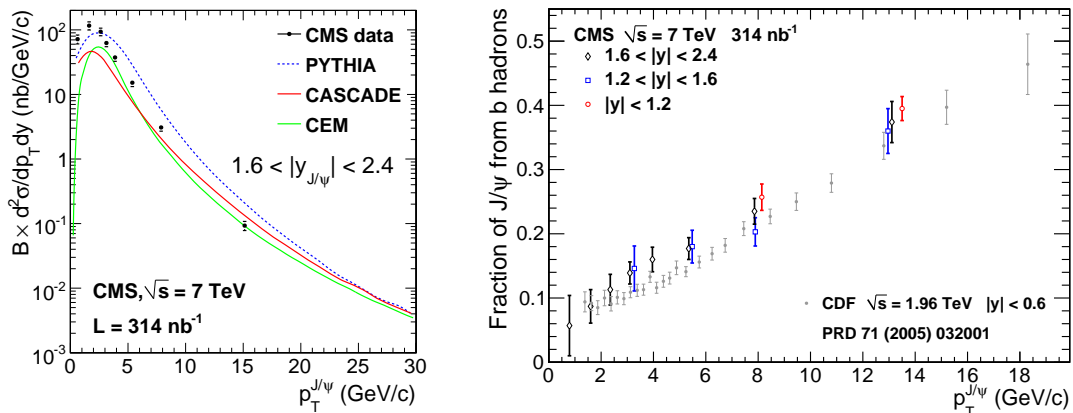 B × d²σ/dp_T dy (nb/GeV/c)
10²
10
1
10⁻¹
10⁻²
10⁻³
CMS data
PYTHIA
CASCADE
CEM
1.6 < |y_J/ψ| < 2.4
CMS, √s = 7 TeV
L = 314 nb⁻¹
0 5 10 15 20 25 30
p_T^J/ψ (GeV/c)
Fraction of J/ψ from b hadrons
0.5
0.4
0.3
0.2
0.1
0
CMS √s = 7 TeV 314 nb⁻¹
1.6 < |y| < 2.4
1.2 < |y| < 1.6
|y| < 1.2
CDF √s = 1.96 TeV |y| < 0.6
PRD 71 (2005) 032001
0 2 4 6 8 10 12 14 16 18
p_T^J/ψ (GeV/c)